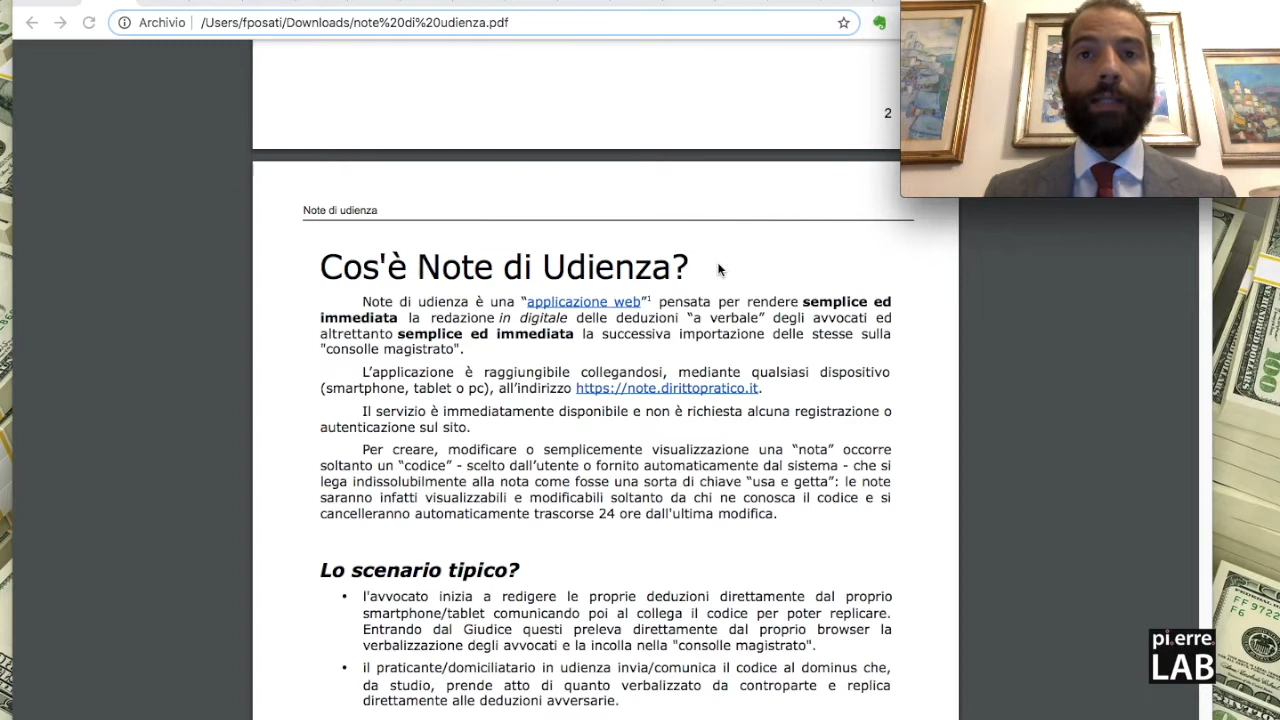 Archivio
/Users/fposati/Downloads/note%20di%20udienza.pdf
2
Note di udienza
Cos'è Note di Udienza?
Note di udienza è una “applicazione web”1 pensata per rendere semplice ed
immediata la redazione in digitale delle deduzioni “a verbale” degli avvocati ed
altrettanto semplice ed immediata la successiva importazione delle stesse sulla
"consolle magistrato".
L’applicazione è raggiungibile collegandosi, mediante qualsiasi dispositivo
(smartphone, tablet o pc), all’indirizzo https://note.dirittopratico.it.
Il servizio è immediatamente disponibile e non è richiesta alcuna registrazione o
autenticazione sul sito.
Per creare, modificare o semplicemente visualizzazione una “nota” occorre
soltanto un “codice” - scelto dall’utente o fornito automaticamente dal sistema - che si
lega indissolubilmente alla nota come fosse una sorta di chiave “usa e getta”: le note
saranno infatti visualizzabili e modificabili soltanto da chi ne conosca il codice e si
cancelleranno automaticamente trascorse 24 ore dall'ultima modifica.
Lo scenario tipico?
• l'avvocato inizia a redigere le proprie deduzioni direttamente dal proprio
smartphone/tablet comunicando poi al collega il codice per poter replicare.
Entrando dal Giudice questi preleva direttamente dal proprio browser la
verbalizzazione degli avvocati e la incolla nella "consolle magistrato".
• il praticante/domiciliatario in udienza invia/comunica il codice al dominus che,
da studio, prende atto di quanto verbalizzato da controparte e replica
direttamente alle deduzioni avversarie.
pi.erre.
LAB